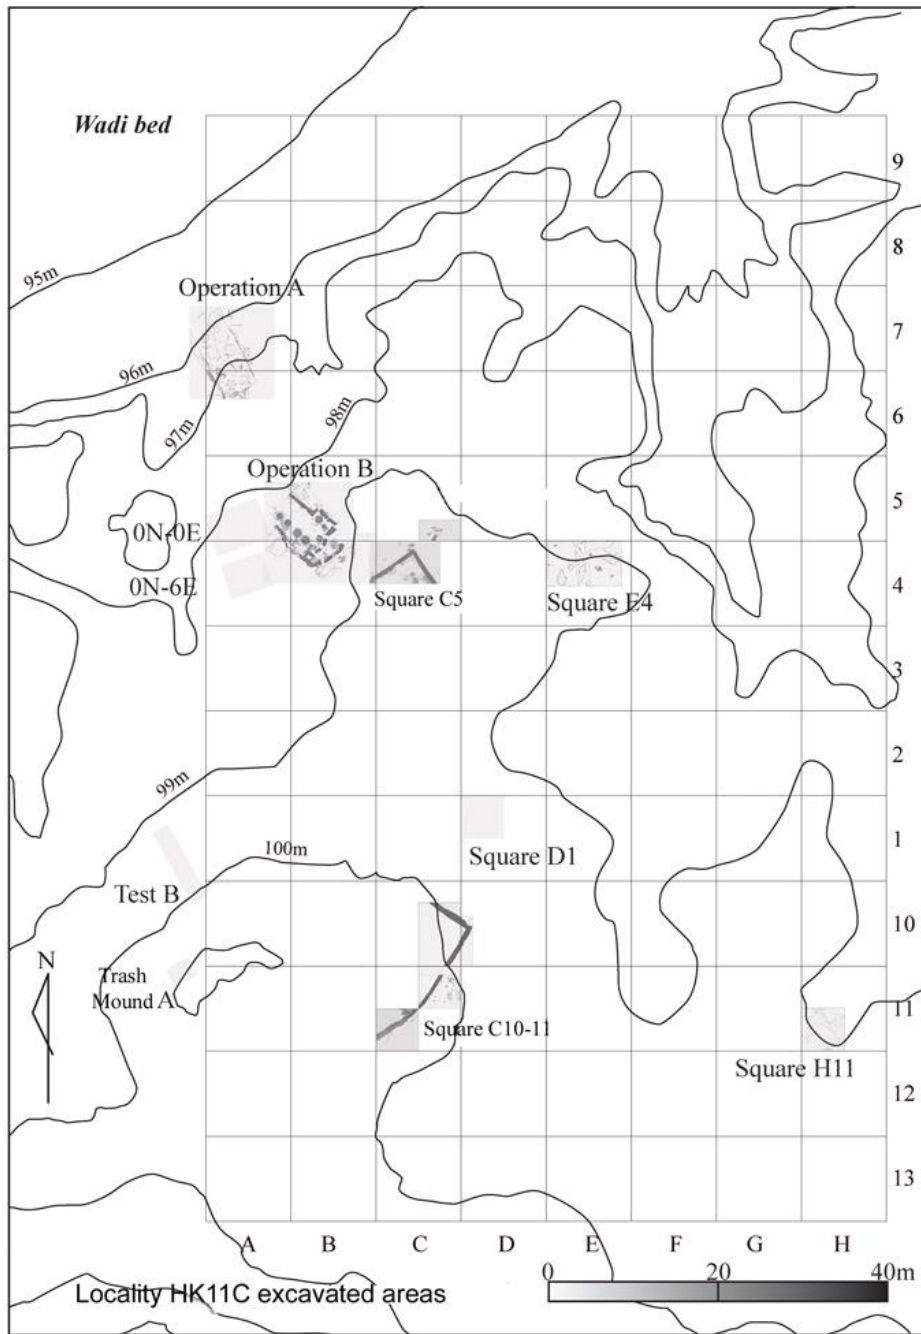 Wadi bed
9
8
95m
Operation A
7
96m
98m
6
97m
Operation B
5
0N-0E
0N-6E
Square C5
Square E4
4
3
2
99m
1
100m
Square D1
Test B
10
N
Trash
Mound A
11
Square C10-11
Square H11
12
13
A B C D E F G H
0 20 40m
Locality HK11C excavated areas